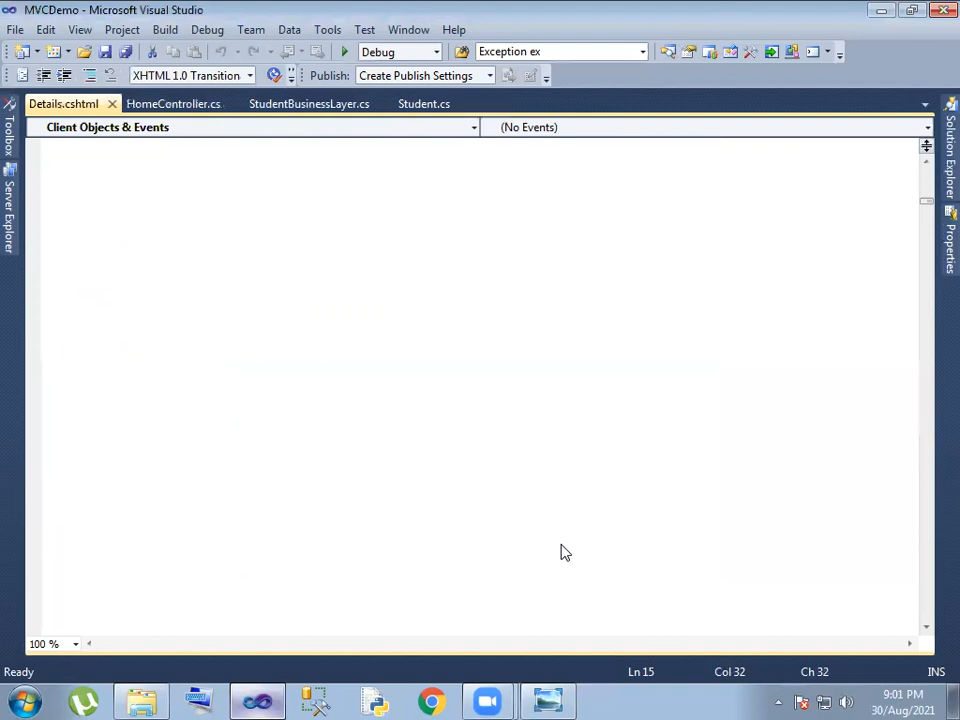 MVCDemo - Microsoft Visual Studio
File Edit View Project Build Debug Team Data Tools Test Window Help
Debug Exception ex
XHTML 1.0 Transition Publish: Create Publish Settings
Details.cshtml HomeController.cs StudentBusinessLayer.cs Student.cs
Client Objects & Events (No Events)
Toolbox
Server Explorer
Solution Explorer
Properties
100 %
Ready Ln 15 Col 32 Ch 32 INS
9:01 PM
30/Aug/2021